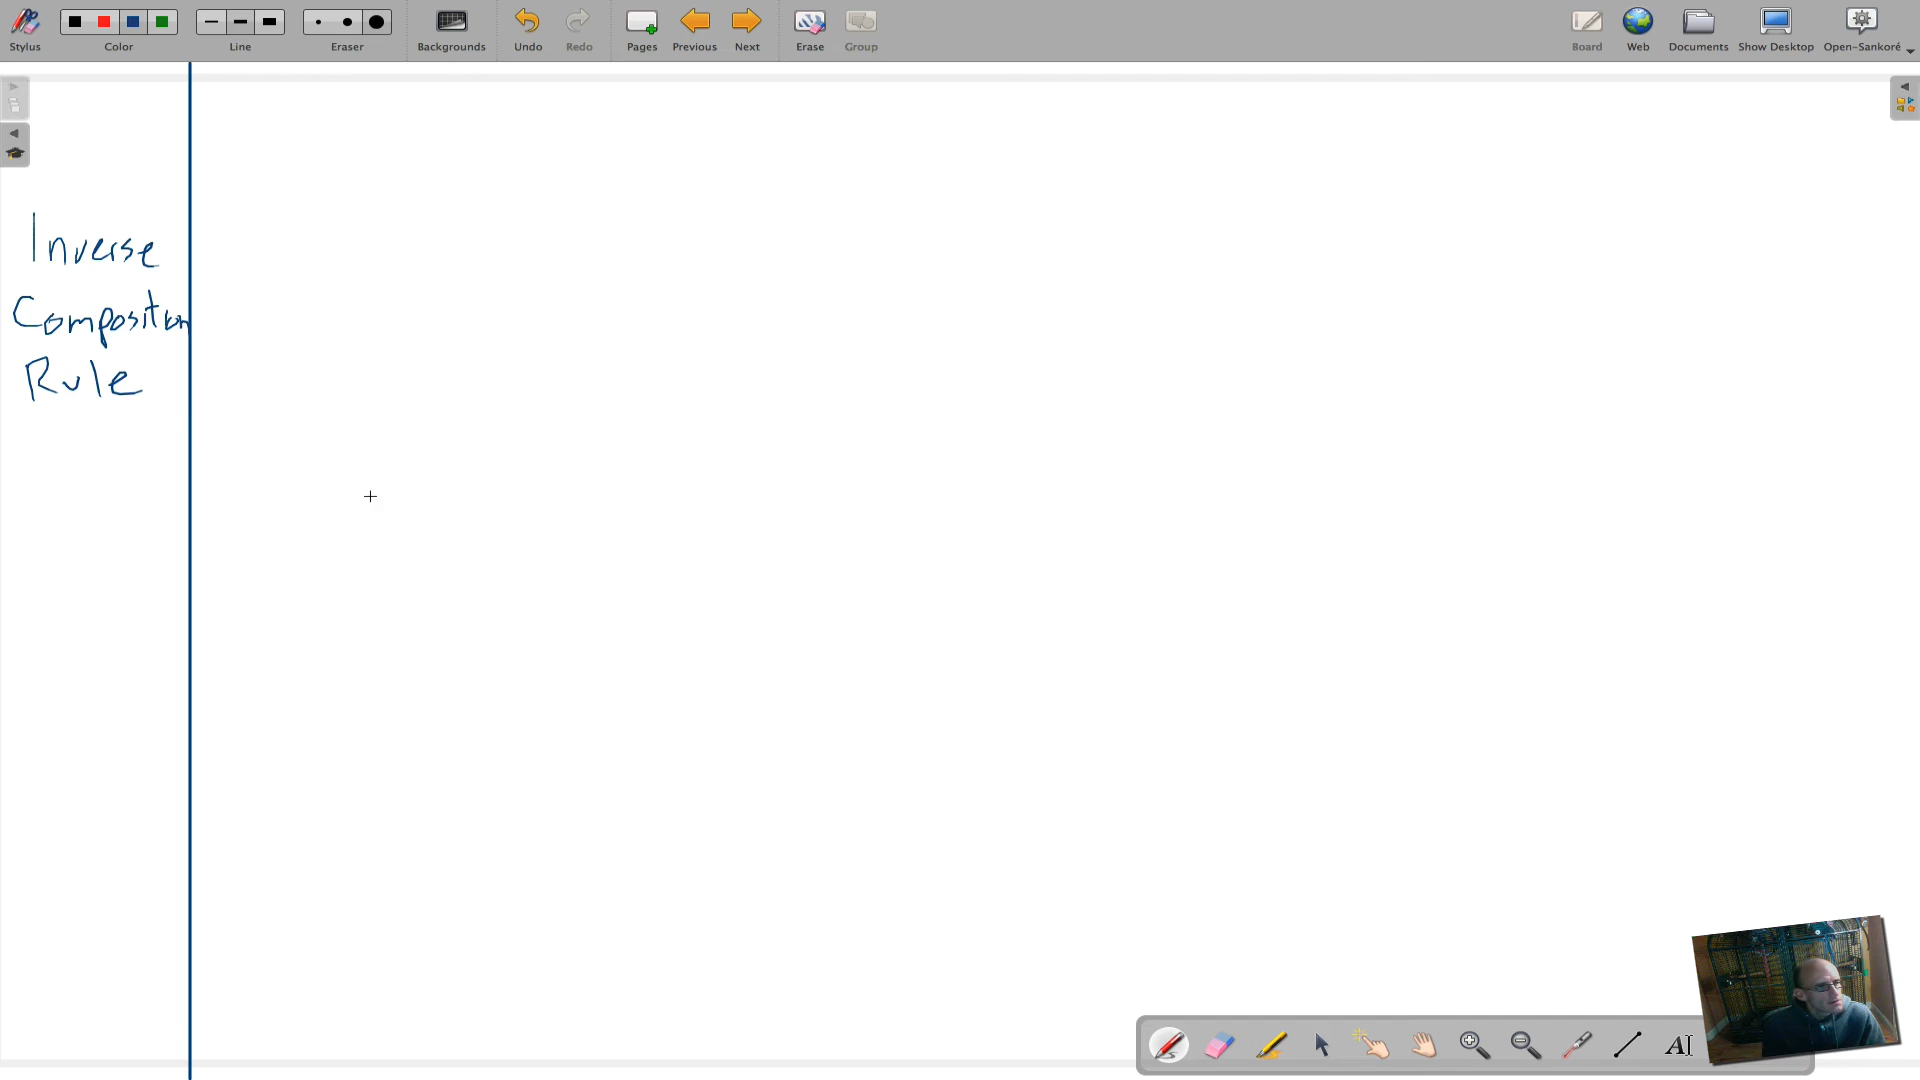 Stylus
Color
Line
Eraser
Backgrounds
Undo
Redo
Pages
Previous
Next
Erase
Group
Board
Web
Documents
Show Desktop
Open-Sankoré
Inverse
Composition
Rule
AI